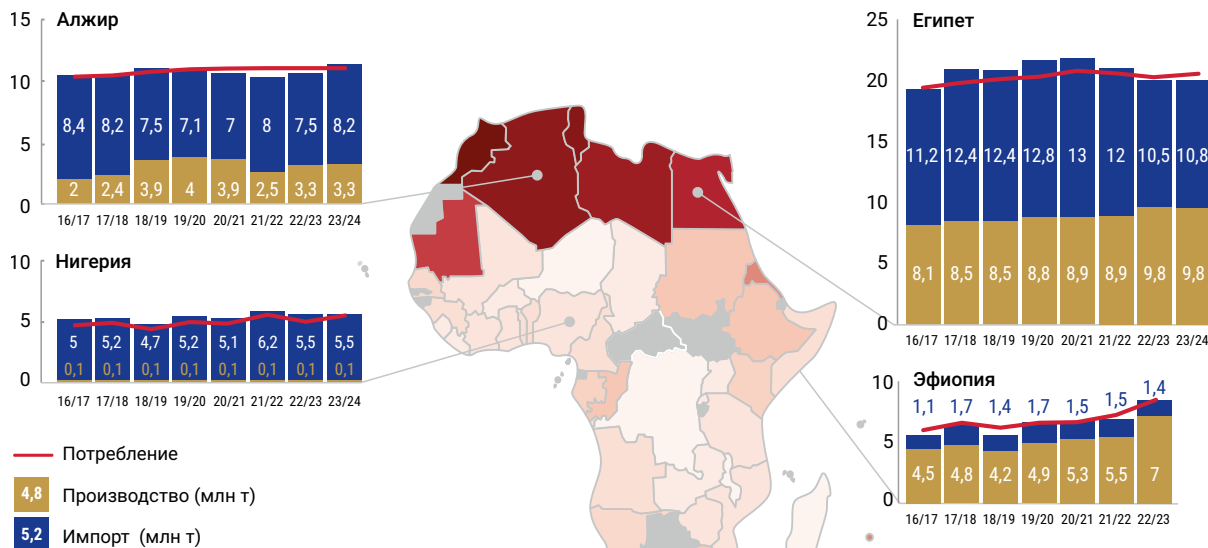 Алжир
15
10
5
0
8,4 8,2 7,5 7,1 7 8 7,5 8,2
2 2,4 3,9 4 3,9 2,5 3,3 3,3
16/17 17/18 18/19 19/20 20/21 21/22 22/23 23/24
Нигерия
10
5
0
5 5,2 4,7 5,2 5,1 6,2 5,5 5,5
0,1 0,1 0,1 0,1 0,1 0,1 0,1 0,1
16/17 17/18 18/19 19/20 20/21 21/22 22/23 23/24
Потребление
4,8 Производство (млн т)
5,2 Импорт (млн т)
Египет
25
20
15
10
5
0
11,2 12,4 12,4 12,8 13 12 10,5 10,8
8,1 8,5 8,5 8,8 8,9 8,9 9,8 9,8
16/17 17/18 18/19 19/20 20/21 21/22 22/23 23/24
Эфиопия
10
5
0
1,1 1,7 1,4 1,7 1,5 1,5 1,4
4,5 4,8 4,2 4,9 5,3 5,5 7
16/17 17/18 18/19 19/20 20/21 21/22 22/23